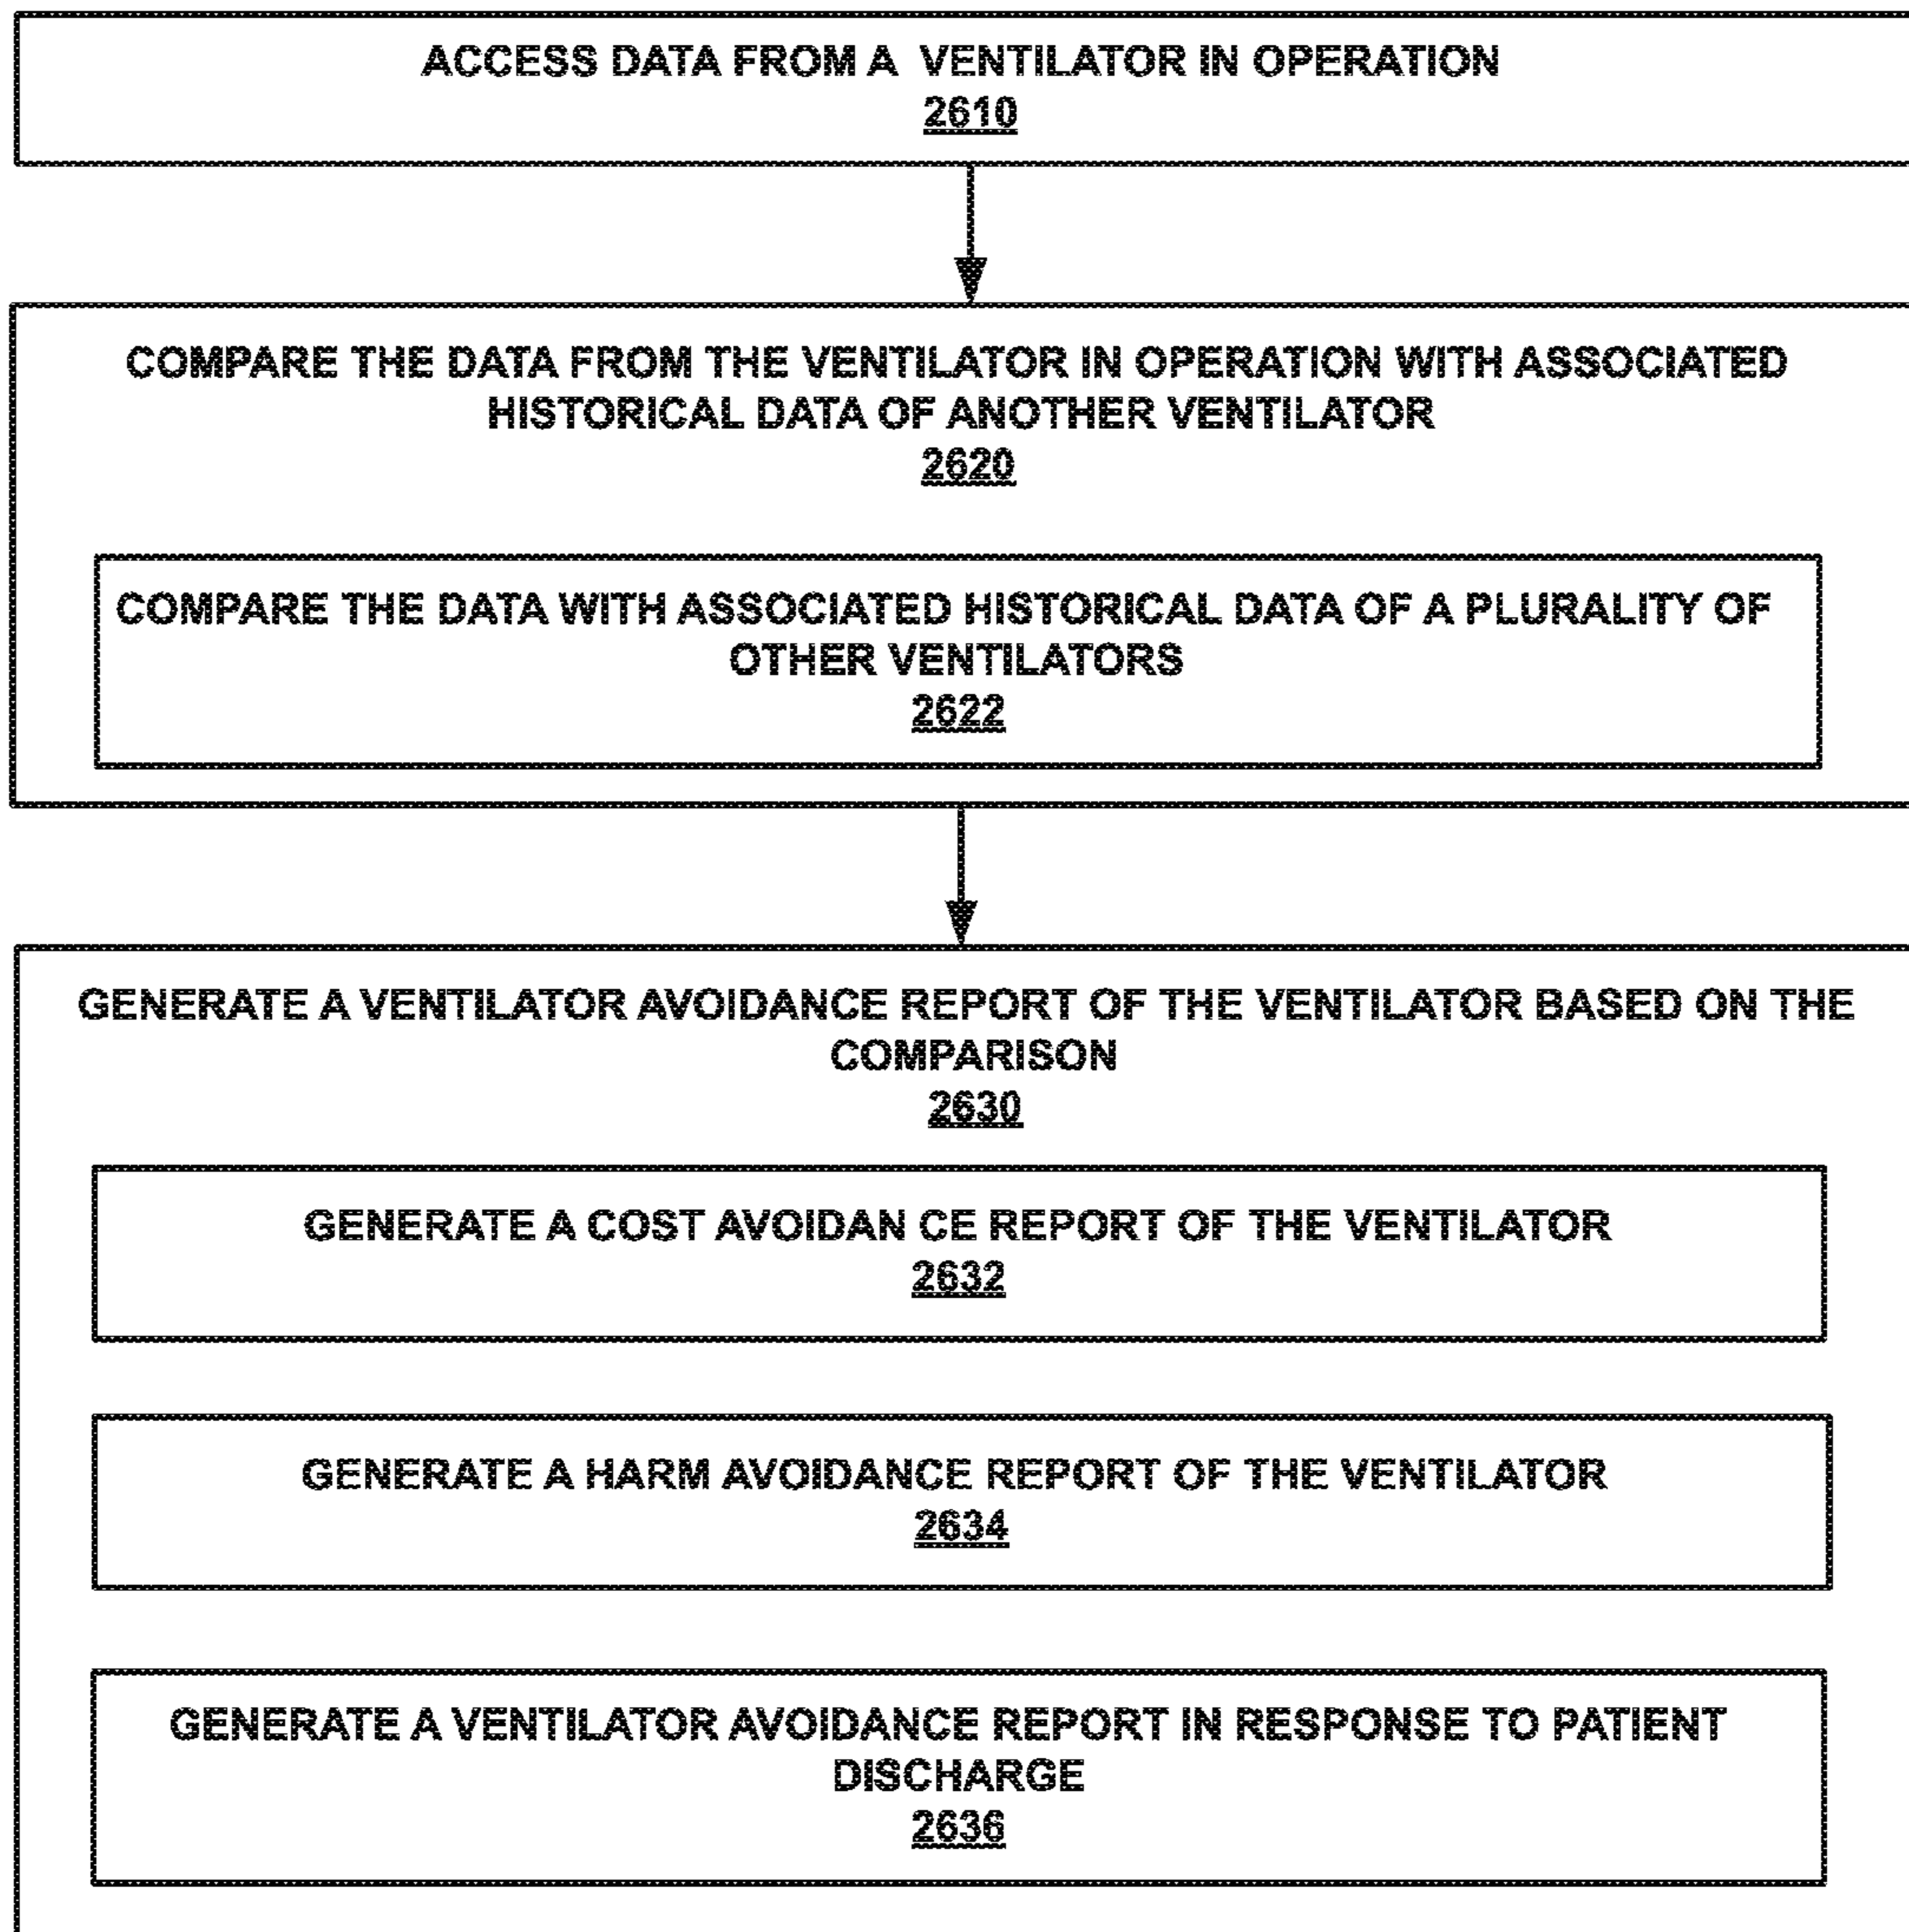 ACCESS DATA FROM A VENTILATOR IN OPERATION
2610
COMPARE THE DATA FROM THE VENTILATOR IN OPERATION WITH ASSOCIATED
HISTORICAL DATA OF ANOTHER VENTILATOR
2620
COMPARE THE DATA WITH ASSOCIATED HISTORICAL DATA OF A PLURALITY OF
OTHER VENTILATORS
2622
GENERATE A VENTILATOR AVOIDANCE REPORT OF THE VENTILATOR BASED ON THE
COMPARISON
2630
GENERATE A COST AVOIDAN CE REPORT OF THE VENTILATOR
2632
GENERATE A HARM AVOIDANCE REPORT OF THE VENTILATOR
2634
GENERATE A VENTILATOR AVOIDANCE REPORT IN RESPONSE TO PATIENT
DISCHARGE
2636